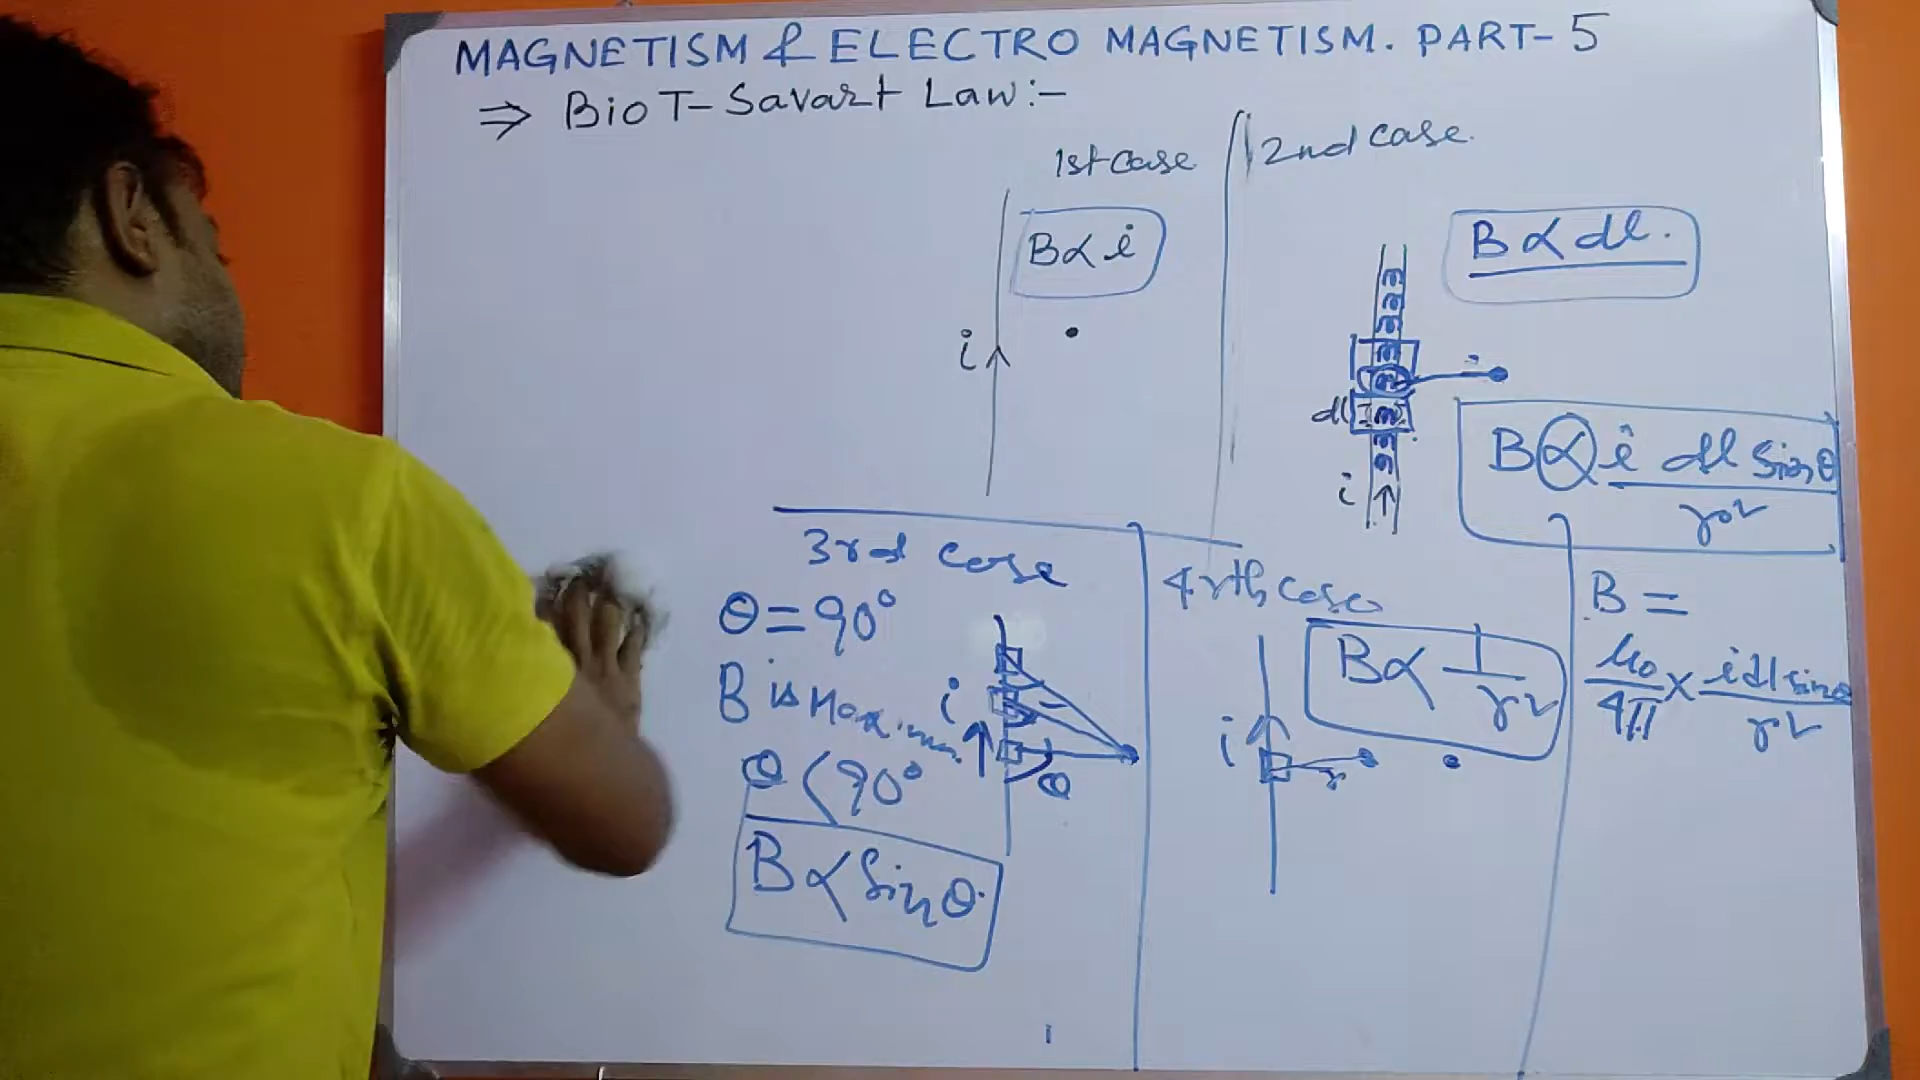 MAGNETISM & ELECTRO MAGNETISM. PART-5
⇒ BioT-Savart Law:-
1st case
B∝i
i
2nd case.
B∝dl.
dl
i
B∝ i dl sinθ / r²
3rd case
θ=90°
B is Maximum.
θ<90°
B∝sinθ.
i
θ
4rth case
B∝ 1/r²
i
r
B =
μ₀/4π × i dl sinθ / r²